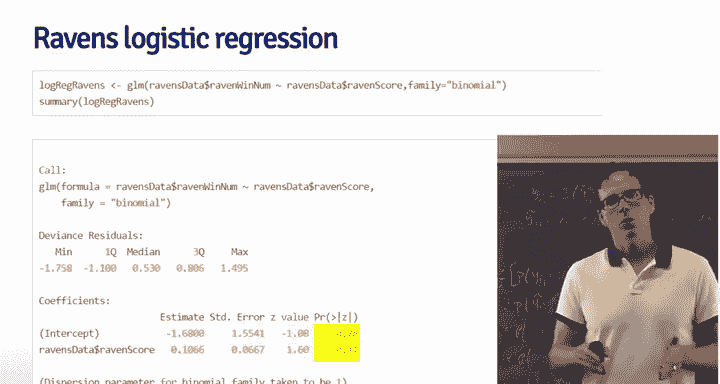 Ravens logistic regression
logRegRavens <- glm(ravensData$ravenWinNum ~ ravensData$ravenScore,family="binomial")
summary(logRegRavens)
Call:
glm(formula = ravensData$ravenWinNum ~ ravensData$ravenScore,
family = "binomial")
Deviance Residuals:
Min 1Q Median 3Q Max
-1.758 -1.100 0.530 0.806 1.495
Coefficients:
Estimate Std. Error z value Pr(>|z|)
(Intercept) -1.6800 1.5541 -1.08
ravensData$ravenScore 0.1066 0.0667 1.60
(Dispersion parameter for binomial family taken to be 1)